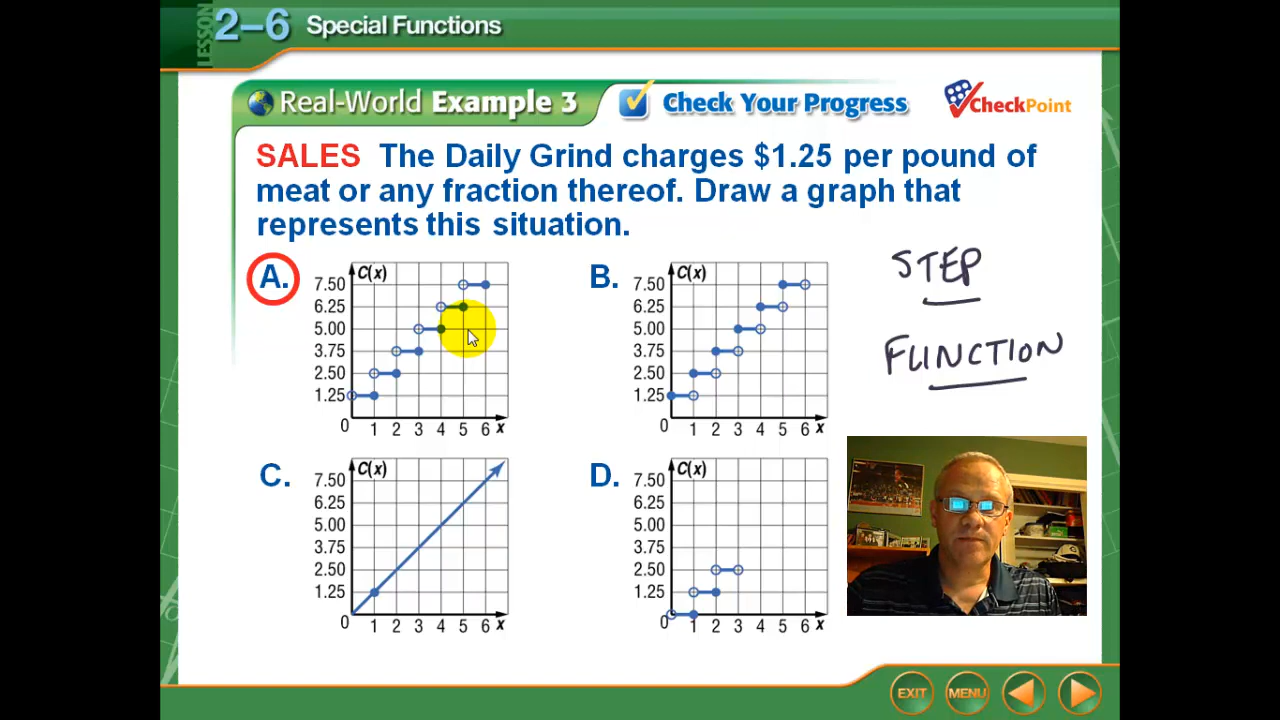 LESSON
2–6 Special Functions
Real-World Example 3
Check Your Progress
CheckPoint
SALES The Daily Grind charges $1.25 per pound of
meat or any fraction thereof. Draw a graph that
represents this situation.
A.
C(x)
7.50
6.25
5.00
3.75
2.50
1.25
0
1 2 3 4 5 6 x
B.
C(x)
7.50
6.25
5.00
3.75
2.50
1.25
0
1 2 3 4 5 6 x
STEP
FUNCTION
C.
C(x)
7.50
6.25
5.00
3.75
2.50
1.25
0
1 2 3 4 5 6 x
D.
C(x)
7.50
6.25
5.00
3.75
2.50
1.25
0
1 2 3 4 5 6 x
EXIT
MENU